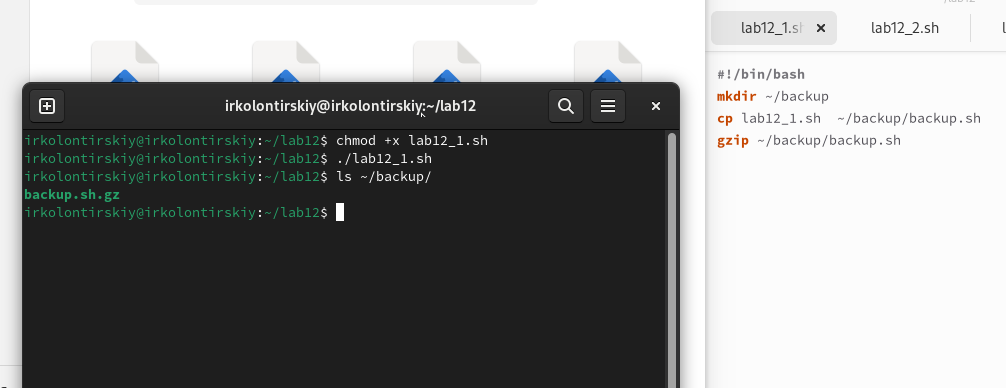 lab12_1.sh
lab12_2.sh
#!/bin/bash
mkdir ~/backup
cp lab12_1.sh  ~/backup/backup.sh
gzip ~/backup/backup.sh
irkolontirskiy@irkolontirskiy:~/lab12
irkolontirskiy@irkolontirskiy:~/lab12$ chmod +x lab12_1.sh
irkolontirskiy@irkolontirskiy:~/lab12$ ./lab12_1.sh
irkolontirskiy@irkolontirskiy:~/lab12$ ls ~/backup/
backup.sh.gz
irkolontirskiy@irkolontirskiy:~/lab12$